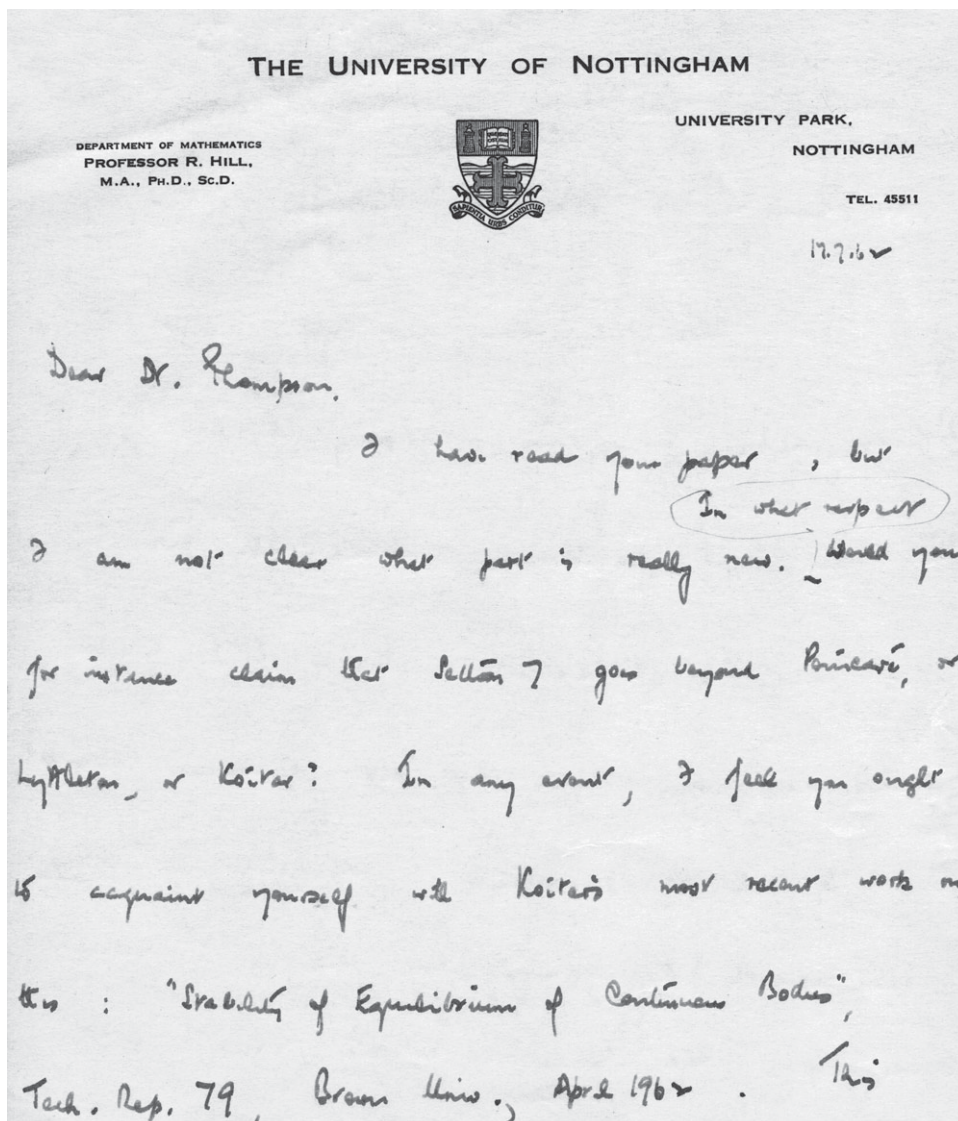 THE UNIVERSITY OF NOTTINGHAM
DEPARTMENT OF MATHEMATICS
PROFESSOR R. HILL,
M.A., PH.D., SC.D.
UNIVERSITY PARK,
NOTTINGHAM
TEL. 45511
SAPIENTIA URBS CONDITUR
17.7.62
Dear Dr. Thompson,
I have read your paper, but
In what respect
I am not clear what part is really new. Would you
for instance claim that Section 7 goes beyond Poincaré, or
Lyttleton, or Koiter? In any event, I feel you ought
to acquaint yourself with Koiter's most recent work on
this : "Stability of Equilibrium of Continuous Bodies",
Tech. Rep. 79, Brown Univ., April 1962. This